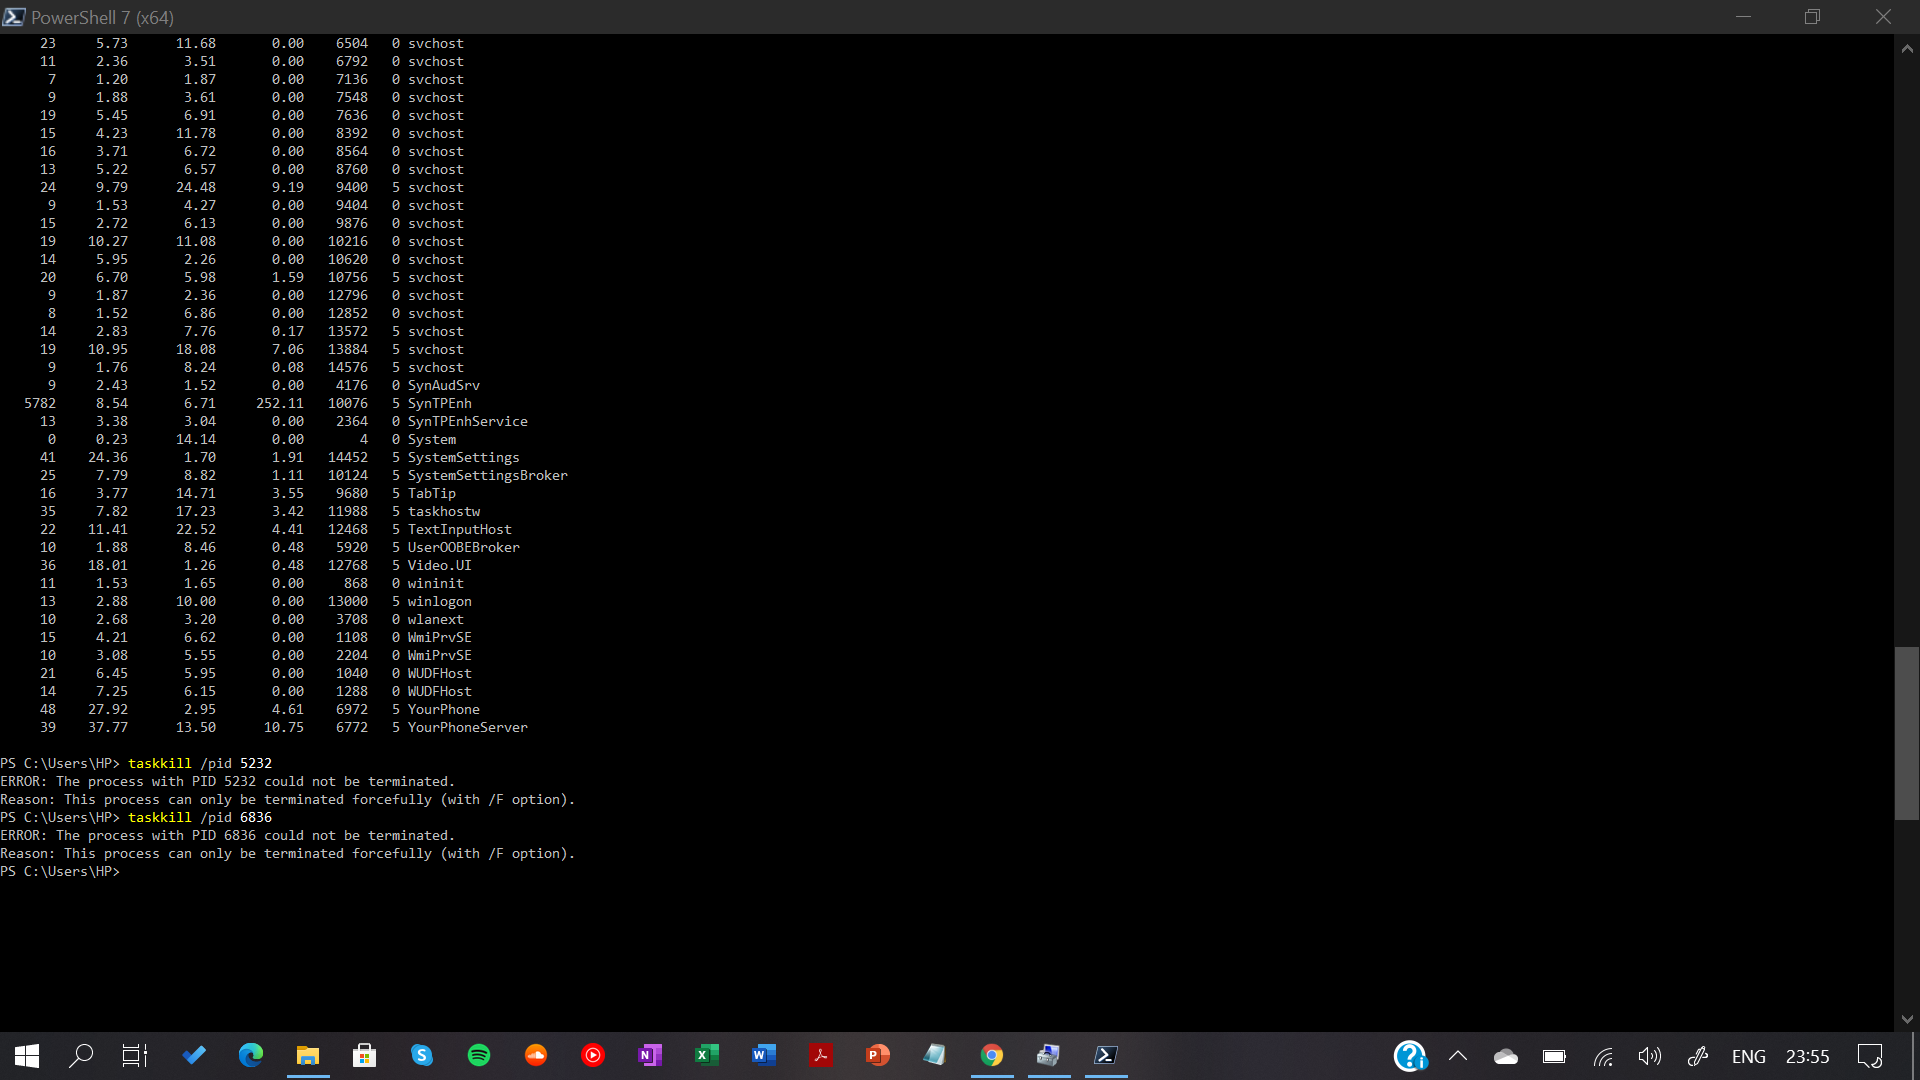 PowerShell 7 (x64)
23 5.73 11.68 0.00 6504 0 svchost
11 2.36 3.51 0.00 6792 0 svchost
7 1.20 1.87 0.00 7136 0 svchost
9 1.88 3.61 0.00 7548 0 svchost
19 5.45 6.91 0.00 7636 0 svchost
15 4.23 11.78 0.00 8392 0 svchost
16 3.71 6.72 0.00 8564 0 svchost
13 5.22 6.57 0.00 8760 0 svchost
24 9.79 24.48 9.19 9400 5 svchost
9 1.53 4.27 0.00 9404 0 svchost
15 2.72 6.13 0.00 9876 0 svchost
19 10.27 11.08 0.00 10216 0 svchost
14 5.95 2.26 0.00 10620 0 svchost
20 6.70 5.98 1.59 10756 5 svchost
9 1.87 2.36 0.00 12796 0 svchost
8 1.52 6.86 0.00 12852 0 svchost
14 2.83 7.76 0.17 13572 5 svchost
19 10.95 18.08 7.06 13884 5 svchost
9 1.76 8.24 0.08 14576 5 svchost
9 2.43 1.52 0.00 4176 0 SynAudSrv
5782 8.54 6.71 252.11 10076 5 SynTPEnh
13 3.38 3.04 0.00 2364 0 SynTPEnhService
0 0.23 14.14 0.00 4 0 System
41 24.36 1.70 1.91 14452 5 SystemSettings
25 7.79 8.82 1.11 10124 5 SystemSettingsBroker
16 3.77 14.71 3.55 9680 5 TabTip
35 7.82 17.23 3.42 11988 5 taskhostw
22 11.41 22.52 4.41 12468 5 TextInputHost
10 1.88 8.46 0.48 5920 5 UserOOBEBroker
36 18.01 1.26 0.48 12768 5 Video.UI
11 1.53 1.65 0.00 868 0 wininit
13 2.88 10.00 0.00 13000 5 winlogon
10 2.68 3.20 0.00 3708 0 wlanext
15 4.21 6.62 0.00 1108 0 WmiPrvSE
10 3.08 5.55 0.00 2204 0 WmiPrvSE
21 6.45 5.95 0.00 1040 0 WUDFHost
14 7.25 6.15 0.00 1288 0 WUDFHost
48 27.92 2.95 4.61 6972 5 YourPhone
39 37.77 13.50 10.75 6772 5 YourPhoneServer
PS C:\Users\HP> taskkill /pid 5232
ERROR: The process with PID 5232 could not be terminated.
Reason: This process can only be terminated forcefully (with /F option).
PS C:\Users\HP> taskkill /pid 6836
ERROR: The process with PID 6836 could not be terminated.
Reason: This process can only be terminated forcefully (with /F option).
PS C:\Users\HP>
ENG 23:55